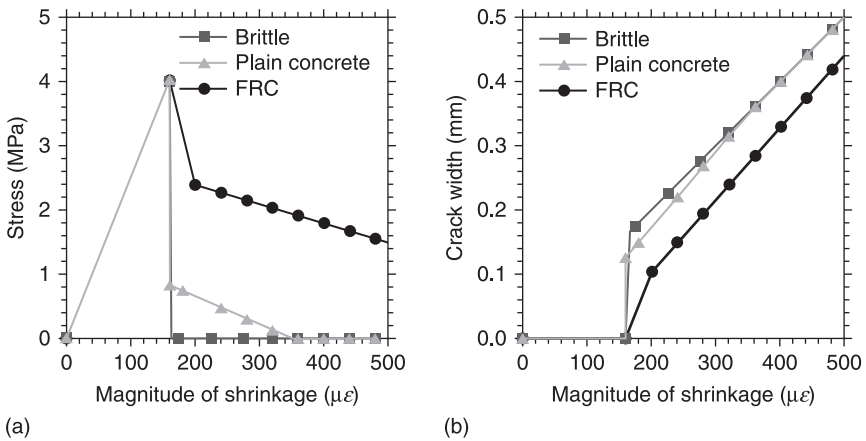 5
4
3
2
1
0
Stress (MPa)
Brittle
Plain concrete
FRC
0 100 200 300 400 500
Magnitude of shrinkage (με)
(a)
0.5
0.4
0.3
0.2
0.1
0.0
Crack width (mm)
Brittle
Plain concrete
FRC
0 100 200 300 400 500
Magnitude of shrinkage (με)
(b)